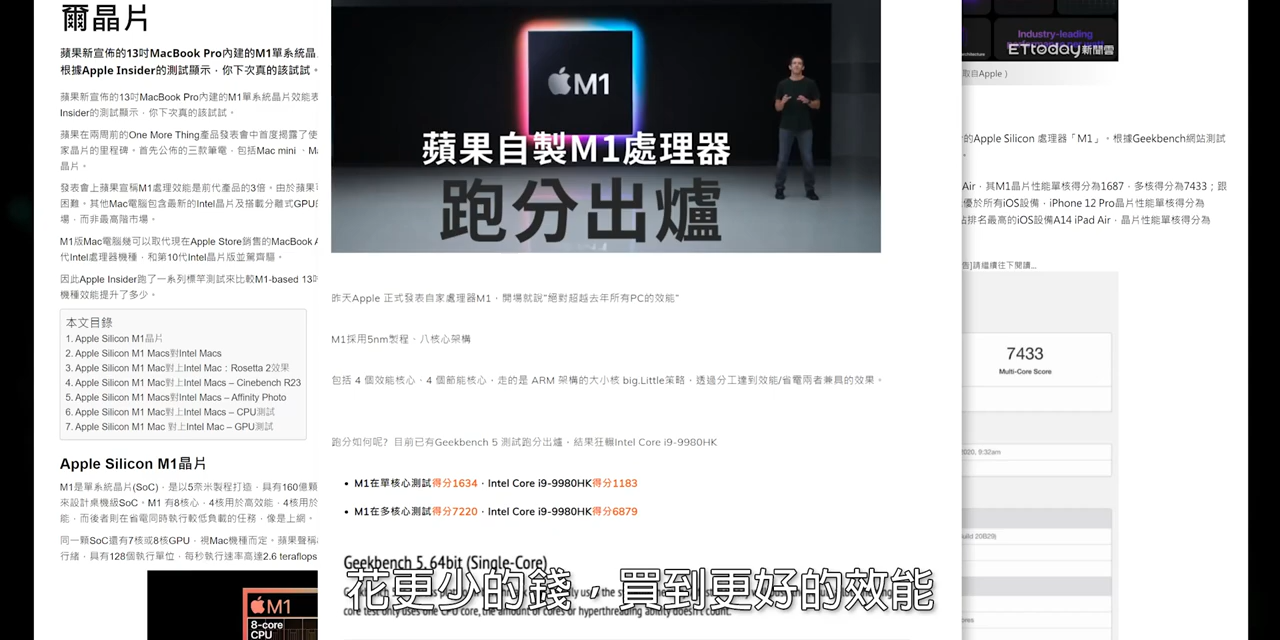 爾晶片
蘋果新宣佈的13吋MacBook Pro內建的M1單系統晶
根據Apple Insider的測試顯示，你下次真的該試試。
蘋果新宣佈的13吋MacBook Pro內建的M1單系統晶片效能表
Insider的測試顯示，你下次真的該試試。
蘋果在兩周前的One More Thing產品發表會中首度揭露了使
家晶片的里程碑。首先公佈的三款筆電，包括Mac mini 、Ma
晶片。
發表會上蘋果宣稱M1處理效能是前代產品的3倍。由於蘋果可
困難。其他Mac電腦包含最新的Intel晶片及搭載分離式GPU的
場，而非最高階市場。
M1版Mac電腦幾可以取代現在Apple Store銷售的MacBook A
代Intel處理器機種，和第10代Intel晶片版並駕齊驅。
因此Apple Insider跑了一系列標竿測試來比較M1-based 13吋
機種效能提升了多少。
本文目錄
1. Apple Silicon M1晶片
2. Apple Silicon M1 Macs對Intel Macs
3. Apple Silicon M1 Mac對上Intel Mac：Rosetta 2效果
4. Apple Silicon M1 Mac對上Intel Macs – Cinebench R23
5. Apple Silicon M1 Macs對Intel Macs – Affinity Photo
6. Apple Silicon M1 Mac對上Intel Macs – CPU測試
7. Apple Silicon M1 Mac 對上Intel Mac – GPU測試
Apple Silicon M1晶片
M1是單系統晶片(SoC)，是以5奈米製程打造，具有160億顆
來設計桌機級SoC。M1 有8核心，4核用於高效能，4核用於
能，而後者則在省電同時執行較低負載的任務，像是上網。
同一顆SoC還有7核或8核GPU，視Mac機種而定。蘋果聲稱
行緒，具有128個執行單位，每秒執行速率高達2.6 teraflops
M1
8-core
CPU
M1
蘋果自製M1處理器
跑分出爐
昨天Apple 正式發表自家處理器M1，開場就說"絕對超越去年所有PC的效能"
M1採用5nm製程、八核心架構
包括 4 個效能核心、4 個節能核心，走的是 ARM 架構的大小核 big.Little策略，透過分工達到效能/省電兩者兼具的效果。
跑分如何呢？目前已有Geekbench 5 測試跑分出爐，結果狂輾Intel Core i9-9980HK
• M1在單核心測試得分1634、Intel Core i9-9980HK得分1183
• M1在多核心測試得分7220、Intel Core i9-9980HK得分6879
Geekbench 5, 64bit (Single-Core)
core test only uses one CPU core, the amount of cores or hyperthreading ability doesn't count.
花更少的錢，買到更好的效能
Industry-leading
ETtoday新聞雲
取自Apple）
的Apple Silicon 處理器「M1」。根據Geekbench網站測試
Air，其M1晶片性能單核得分為1687，多核得分為7433；跟
優於所有iOS設備，iPhone 12 Pro晶片性能單核得分為
站排名最高的iOS設備A14 iPad Air，晶片性能單核得分為
告]請繼續往下閱讀...
7433
Multi-Core Score
2020, 8:32am
uild 20B29)
ores